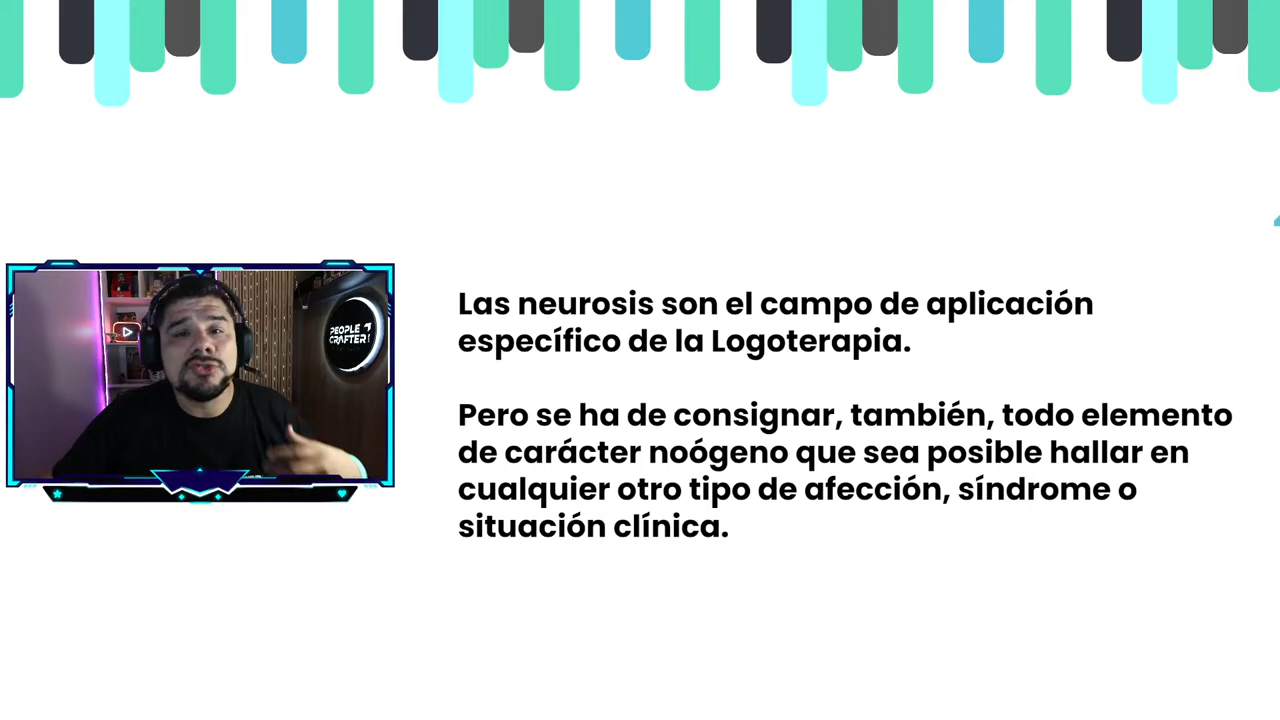 PEOPLE
CRAFTER
Las neurosis son el campo de aplicación
específico de la Logoterapia.
Pero se ha de consignar, también, todo elemento
de carácter noógeno que sea posible hallar en
cualquier otro tipo de afección, síndrome o
situación clínica.